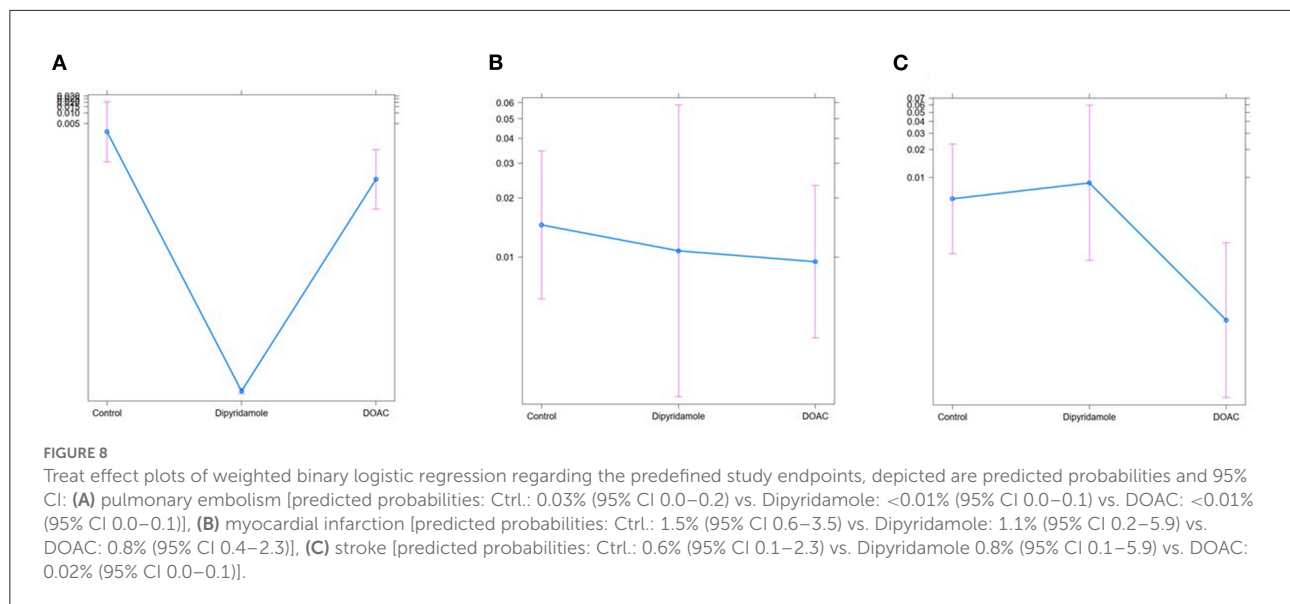 A
0.030
0.025
0.020
0.015
0.010
0.005
Control
Dipyridamole
DOAC
B
0.06
0.05
0.04
0.03
0.02
0.01
Control
Dipyridamole
DOAC
C
0.07
0.06
0.05
0.04
0.03
0.02
0.01
Control
Dipyridamole
DOAC
FIGURE 8
Treat effect plots of weighted binary logistic regression regarding the predefined study endpoints, depicted are predicted probabilities and 95%
CI: (A) pulmonary embolism [predicted probabilities: Ctrl.: 0.03% (95% CI 0.0–0.2) vs. Dipyridamole: <0.01% (95% CI 0.0–0.1) vs. DOAC: <0.01%
(95% CI 0.0–0.1)], (B) myocardial infarction [predicted probabilities: Ctrl.: 1.5% (95% CI 0.6–3.5) vs. Dipyridamole: 1.1% (95% CI 0.2–5.9) vs.
DOAC: 0.8% (95% CI 0.4–2.3)], (C) stroke [predicted probabilities: Ctrl.: 0.6% (95% CI 0.1–2.3) vs. Dipyridamole 0.8% (95% CI 0.1–5.9) vs. DOAC:
0.02% (95% CI 0.0–0.1)].